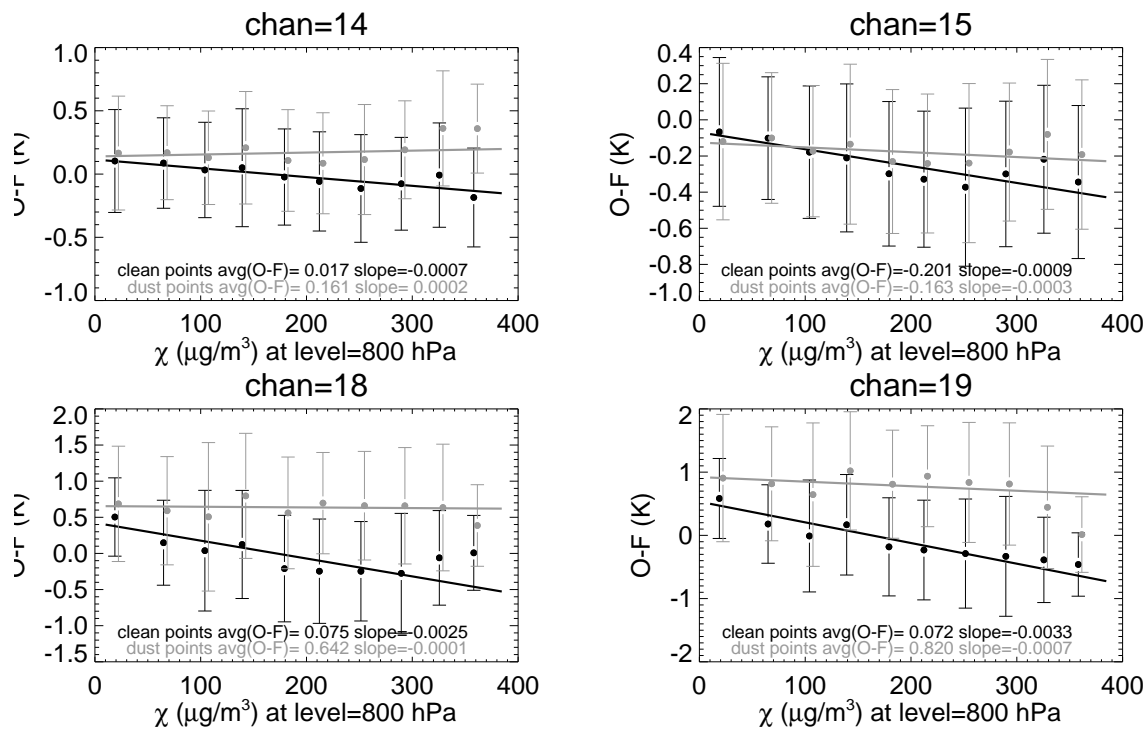 chan=14
1.0
0.5
0.0
-0.5
-1.0
O-F (K)
clean points avg(O-F)= 0.017 slope=-0.0007
dust points avg(O-F)= 0.161 slope= 0.0002
0 100 200 300 400
χ (μg/m³) at level=800 hPa
chan=15
0.4
0.2
0.0
-0.2
-0.4
-0.6
-0.8
-1.0
O-F (K)
clean points avg(O-F)=-0.201 slope=-0.0009
dust points avg(O-F)=-0.163 slope=-0.0003
0 100 200 300 400
χ (μg/m³) at level=800 hPa
chan=18
2.0
1.5
1.0
0.5
0.0
-0.5
-1.0
-1.5
O-F (K)
clean points avg(O-F)= 0.075 slope=-0.0025
dust points avg(O-F)= 0.642 slope=-0.0001
0 100 200 300 400
χ (μg/m³) at level=800 hPa
chan=19
2
1
0
-1
-2
O-F (K)
clean points avg(O-F)= 0.072 slope=-0.0033
dust points avg(O-F)= 0.820 slope=-0.0007
0 100 200 300 400
χ (μg/m³) at level=800 hPa